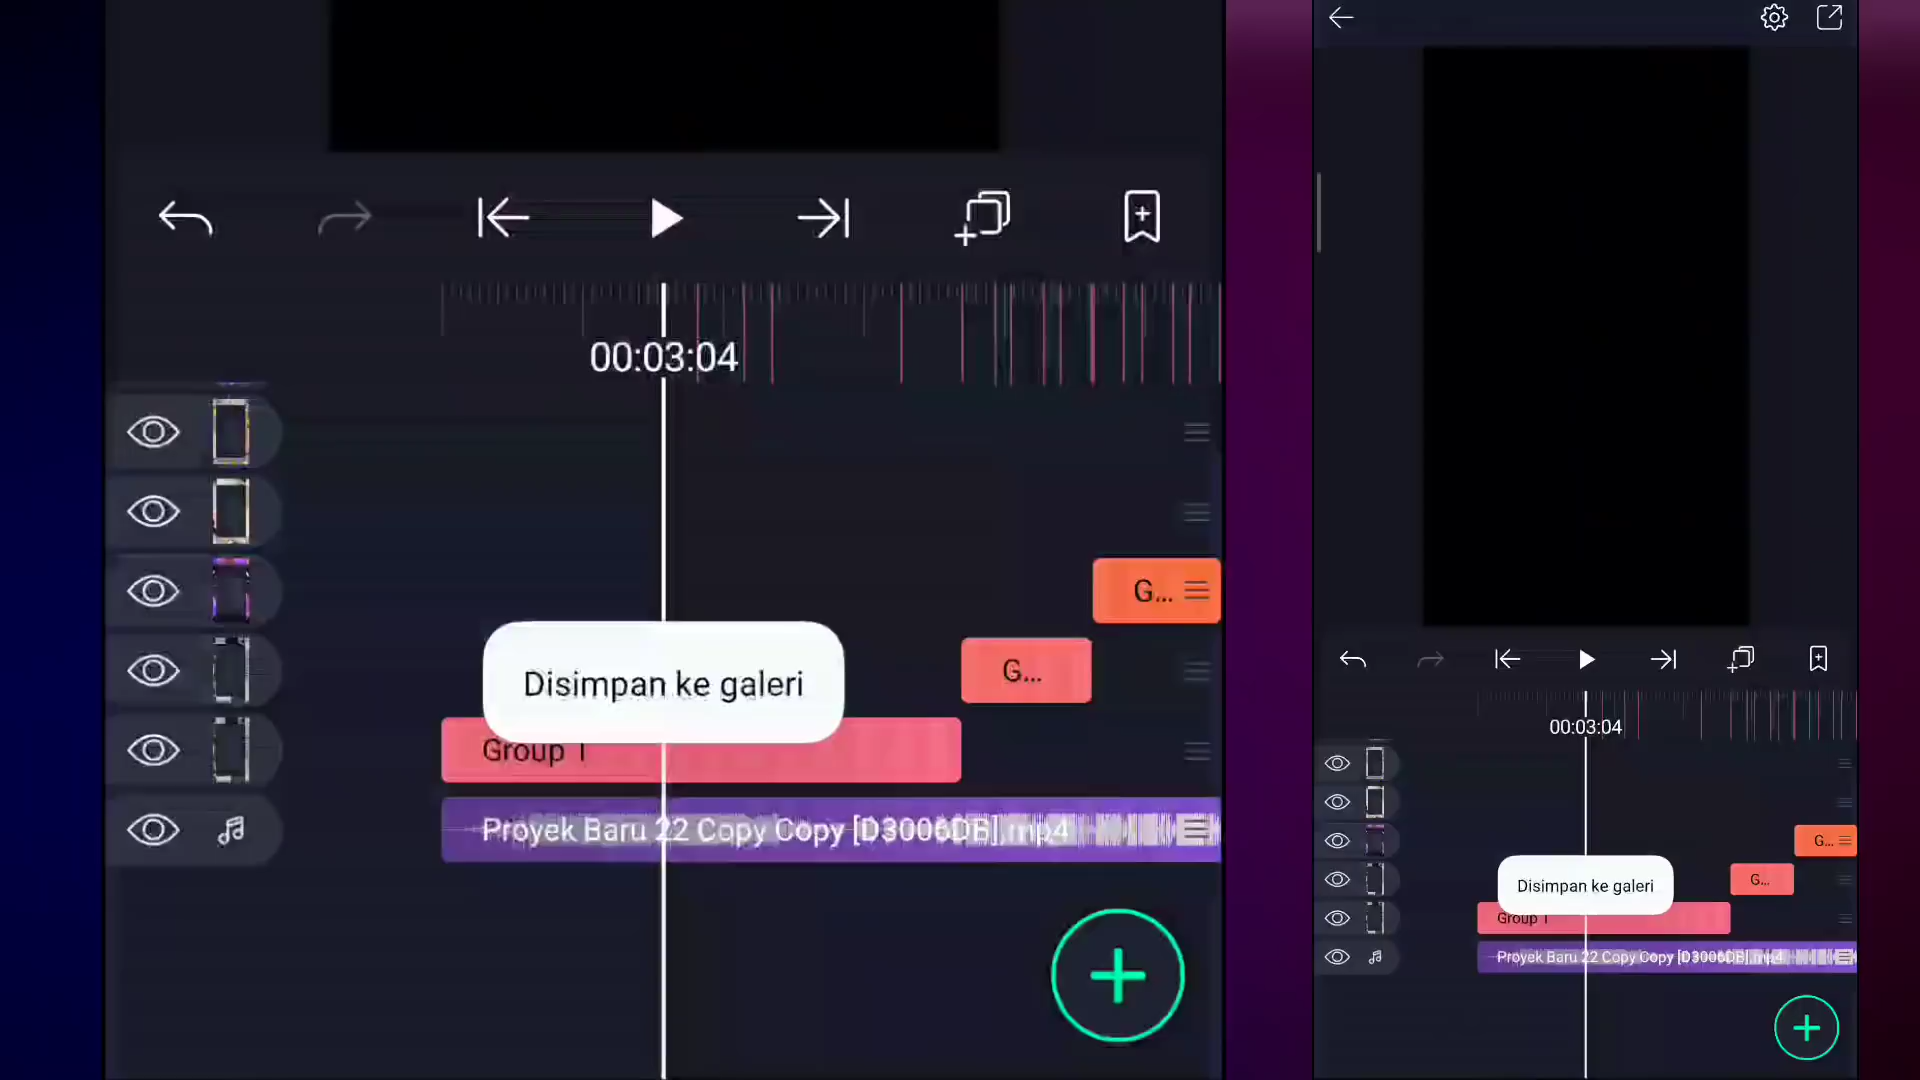 00:03:04
G...
Disimpan ke galeri
G...
Group 1
Proyek Baru 22 Copy Copy [D3006DB].mp4
00:03:04
G...
Disimpan ke galeri
G...
Group 1
Proyek Baru 22 Copy Copy [D3006DB].mp4